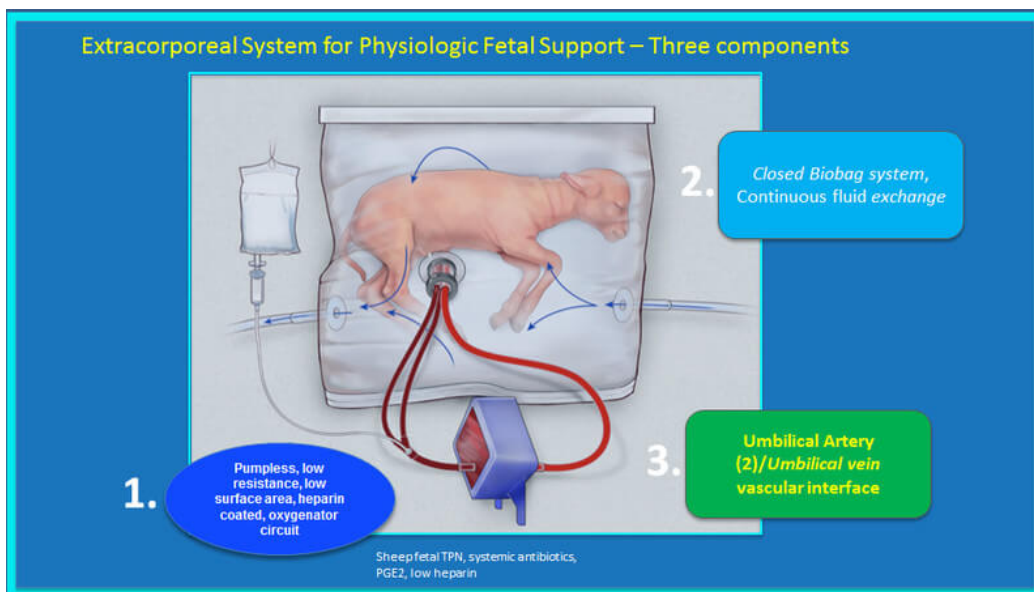 Extracorporeal System for Physiologic Fetal Support – Three components
2.
Closed Biobag system,
Continuous fluid exchange
1.
Pumpless, low
resistance, low
surface area, heparin
coated, oxygenator
circuit
3.
Umbilical Artery
(2)/Umbilical vein
vascular interface
Sheep fetal TPN, systemic antibiotics,
PGE2, low heparin